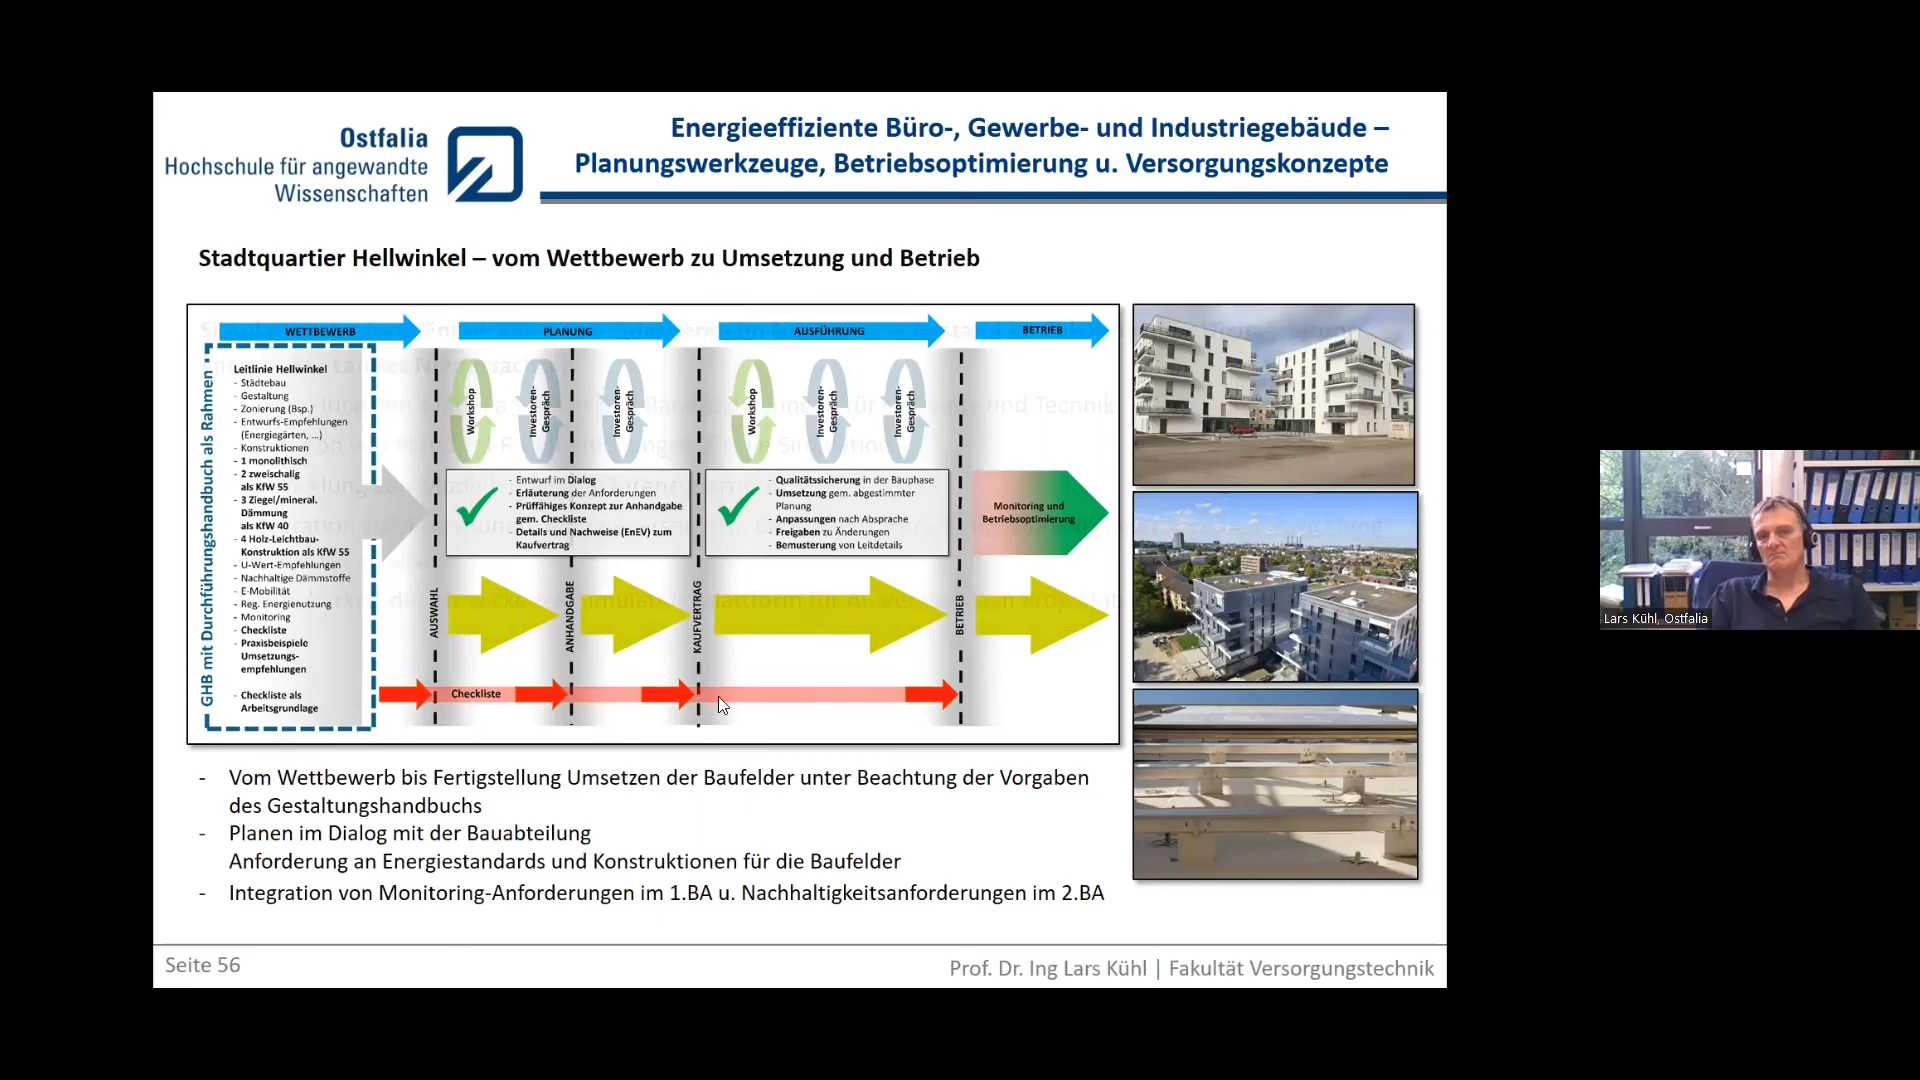 Ostfalia
Hochschule für angewandte
Wissenschaften
Energieeffiziente Büro-, Gewerbe- und Industriegebäude –
Planungswerkzeuge, Betriebsoptimierung u. Versorgungskonzepte
Stadtquartier Hellwinkel – vom Wettbewerb zu Umsetzung und Betrieb
WETTBEWERB
PLANUNG
AUSFÜHRUNG
BETRIEB
GHB mit Durchführungshandbuch als Rahmen
Leitlinie Hellwinkel
- Städtebau
- Gestaltung
- Zonierung (Bsp.)
- Entwurfs-Empfehlungen
(Energiegärten, ...)
- Konstruktionen
- 1 monolithisch
- 2 zweischalig
als KfW 55
- 3 Ziegel/mineral.
Dämmung
als KfW 40
- 4 Holz-Leichtbau-
Konstruktion als KfW 55
- U-Wert-Empfehlungen
- Nachhaltige Dämmstoffe
- E-Mobilität
- Reg. Energienutzung
- Monitoring
- Checkliste
- Praxisbeispiele
Umsetzungs-
empfehlungen
- Checkliste als
Arbeitsgrundlage
Workshop
Investoren-
Gespräch
Investoren-
Gespräch
Workshop
Investoren-
Gespräch
Investoren-
Gespräch
- Entwurf im Dialog
- Erläuterung der Anforderungen
- Prüffähiges Konzept zur Anhandgabe
gem. Checkliste
- Details und Nachweise (EnEV) zum
Kaufvertrag
- Qualitätssicherung in der Bauphase
- Umsetzung gem. abgestimmter
Planung
- Anpassungen nach Absprache
- Freigaben zu Änderungen
- Bemusterung von Leitdetails
Monitoring und
Betriebsoptimierung
AUSWAHL
ANHANDGABE
KAUFVERTRAG
BETRIEB
Checkliste
- Vom Wettbewerb bis Fertigstellung Umsetzen der Baufelder unter Beachtung der Vorgaben
des Gestaltungshandbuchs
- Planen im Dialog mit der Bauabteilung
Anforderung an Energiestandards und Konstruktionen für die Baufelder
- Integration von Monitoring-Anforderungen im 1.BA u. Nachhaltigkeitsanforderungen im 2.BA
Seite 56
Prof. Dr. Ing Lars Kühl | Fakultät Versorgungstechnik
Lars Kühl, Ostfalia